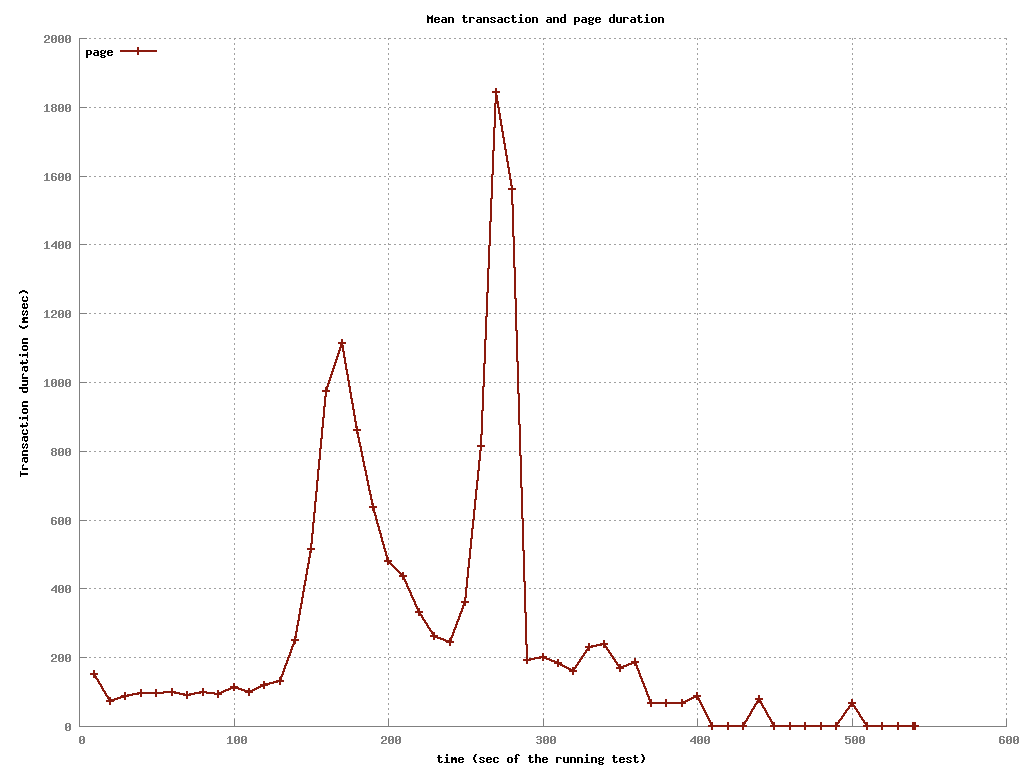 Mean transaction and page duration
page
2000
1800
1600
1400
1200
1000
800
600
400
200
0
Transaction duration (msec)
0 100 200 300 400 500 600
time (sec of the running test)